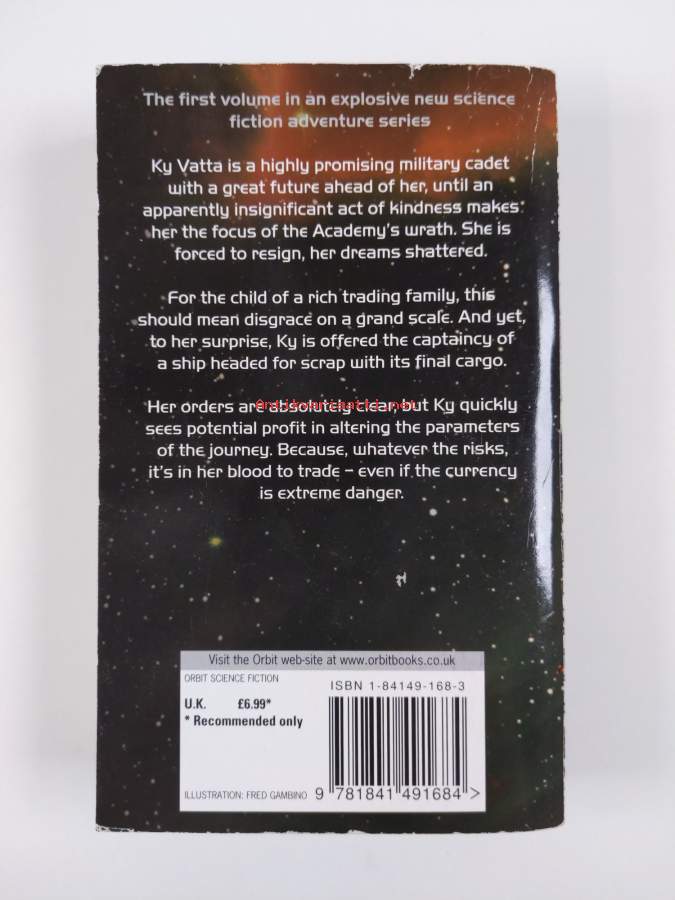 The first volume in an explosive new science
fiction adventure series
Ky Vatta is a highly promising military cadet
with a great future ahead of her, until an
apparently insignificant act of kindness makes
her the focus of the Academy's wrath. She is
forced to resign, her dreams shattered.
For the child of a rich trading family, this
should mean disgrace on a grand scale. And yet,
to her surprise, Ky is offered the captaincy of
a ship headed for scrap with its final cargo.
Her orders are absolutely clear, but Ky quickly
Antikvariaatti.net
sees potential profit in altering the parameters
of the journey. Because, whatever the risks,
it's in her blood to trade – even if the currency
is extreme danger.
Visit the Orbit web-site at www.orbitbooks.co.uk
ORBIT SCIENCE FICTION
ISBN 1-84149-168-3
U.K. £6.99*
* Recommended only
ILLUSTRATION: FRED GAMBINO
9 781841 491684 >